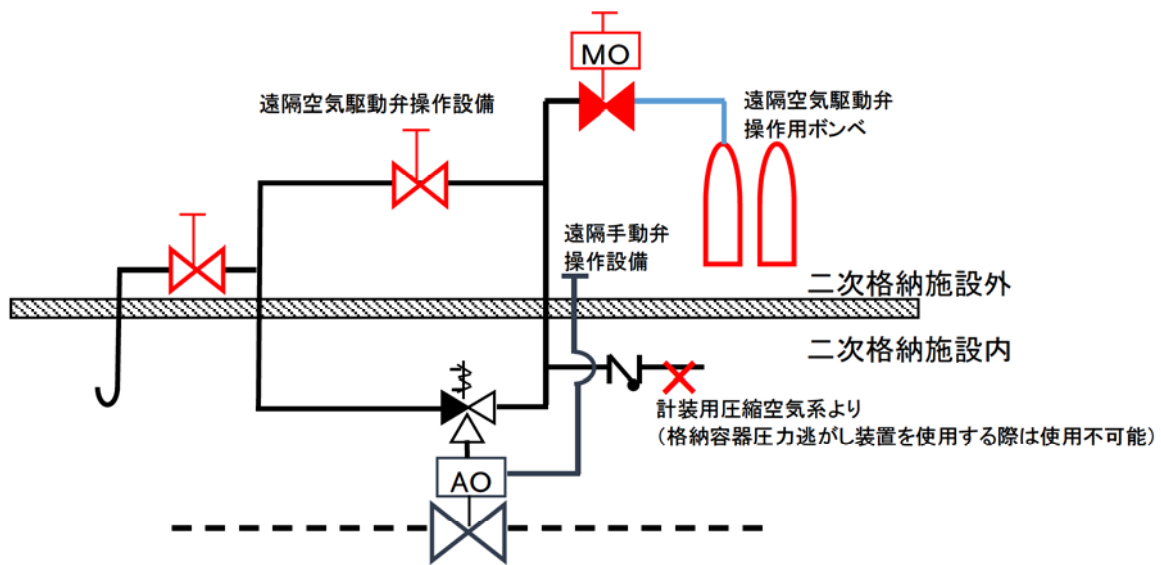 MO
遠隔空気駆動弁操作設備
遠隔空気駆動弁
操作用ボンベ
遠隔手動弁
操作設備
二次格納施設外
二次格納施設内
計装用圧縮空気系より
（格納容器圧力逃がし装置を使用する際は使用不可能）
AO